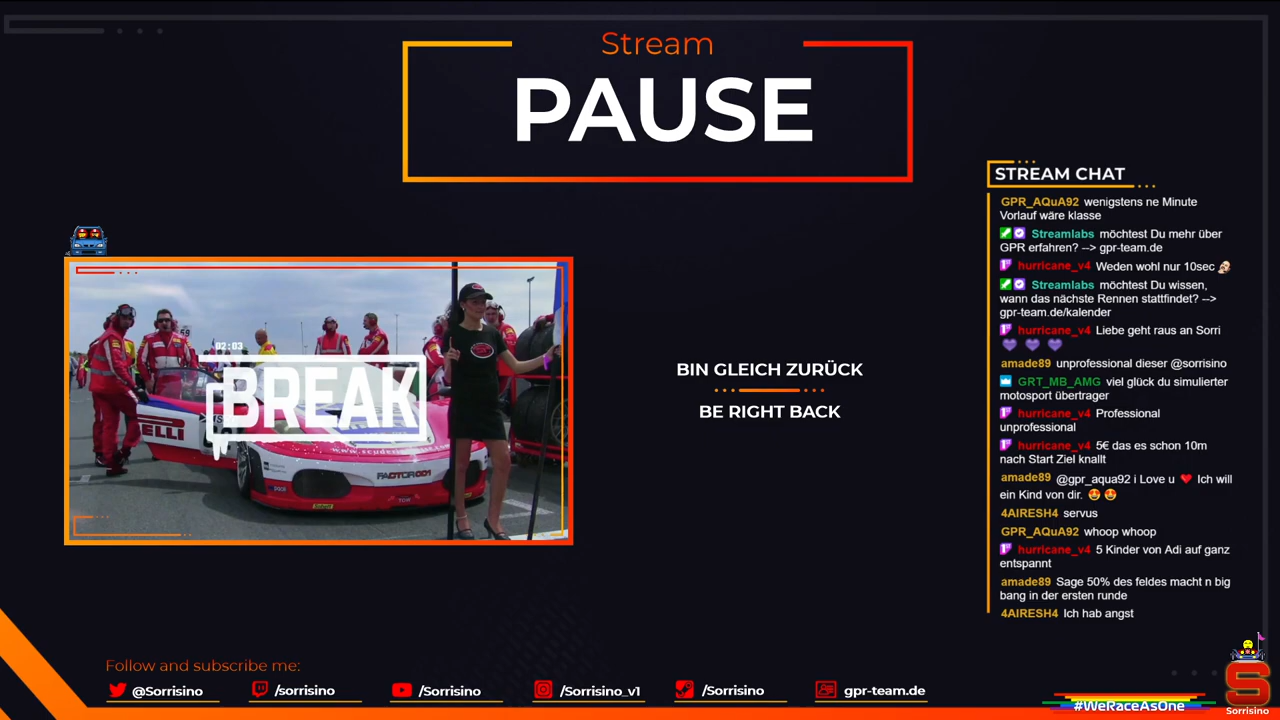 Stream
PAUSE
STREAM CHAT
GPR_AQuA92 wenigstens ne Minute
Vorlauf wäre klasse
Streamlabs möchtest Du mehr über
GPR erfahren? --> gpr-team.de
hurricane_v4 Weden wohl nur 10sec
Streamlabs möchtest Du wissen,
wann das nächste Rennen stattfindet? -->
gpr-team.de/kalender
hurricane_v4 Liebe geht raus an Sorri
💜 💜 💜
amade89 unprofessional dieser @sorrisino
GRT_MB_AMG viel glück du simulierter
motosport übertrager
hurricane_v4 Professional
unprofessional
hurricane_v4 5€ das es schon 10m
nach Start Ziel knallt
amade89 @gpr_aqua92 i Love u ❤️ Ich will
ein Kind von dir. 😍 😍
4AIRESH4 servus
GPR_AQuA92 whoop whoop
hurricane_v4 5 Kinder von Adi auf ganz
entspannt
amade89 Sage 50% des feldes macht n big
bang in der ersten runde
4AIRESH4 Ich hab angst
02:03
BREAK
FACTOR001
BIN GLEICH ZURÜCK
BE RIGHT BACK
Follow and subscribe me:
@Sorrisino
/sorrisino
/Sorrisino
/Sorrisino_v1
/Sorrisino
gpr-team.de
#WeRaceAsOne
S
Sorrisino